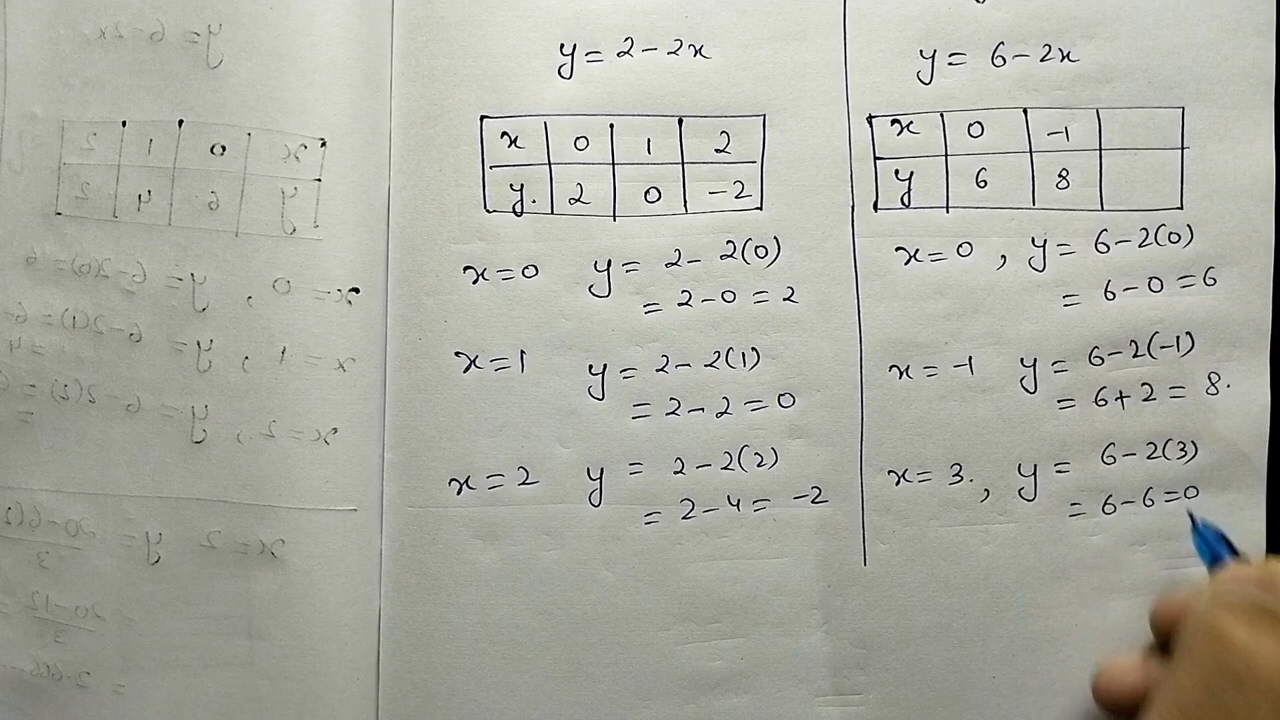 y = 2 - 2x
x 0 1 2
y. 2 0 -2
x=0 y = 2 - 2(0)
= 2 - 0 = 2
x=1 y = 2 - 2(1)
= 2 - 2 = 0
x=2 y = 2 - 2(2)
= 2 - 4 = -2
y = 6 - 2x
x 0 -1
y 6 8
x=0 , y = 6-2(0)
= 6 - 0 = 6
x=-1 y = 6-2(-1)
= 6+2 = 8.
x=3. , y = 6-2(3)
= 6-6=0